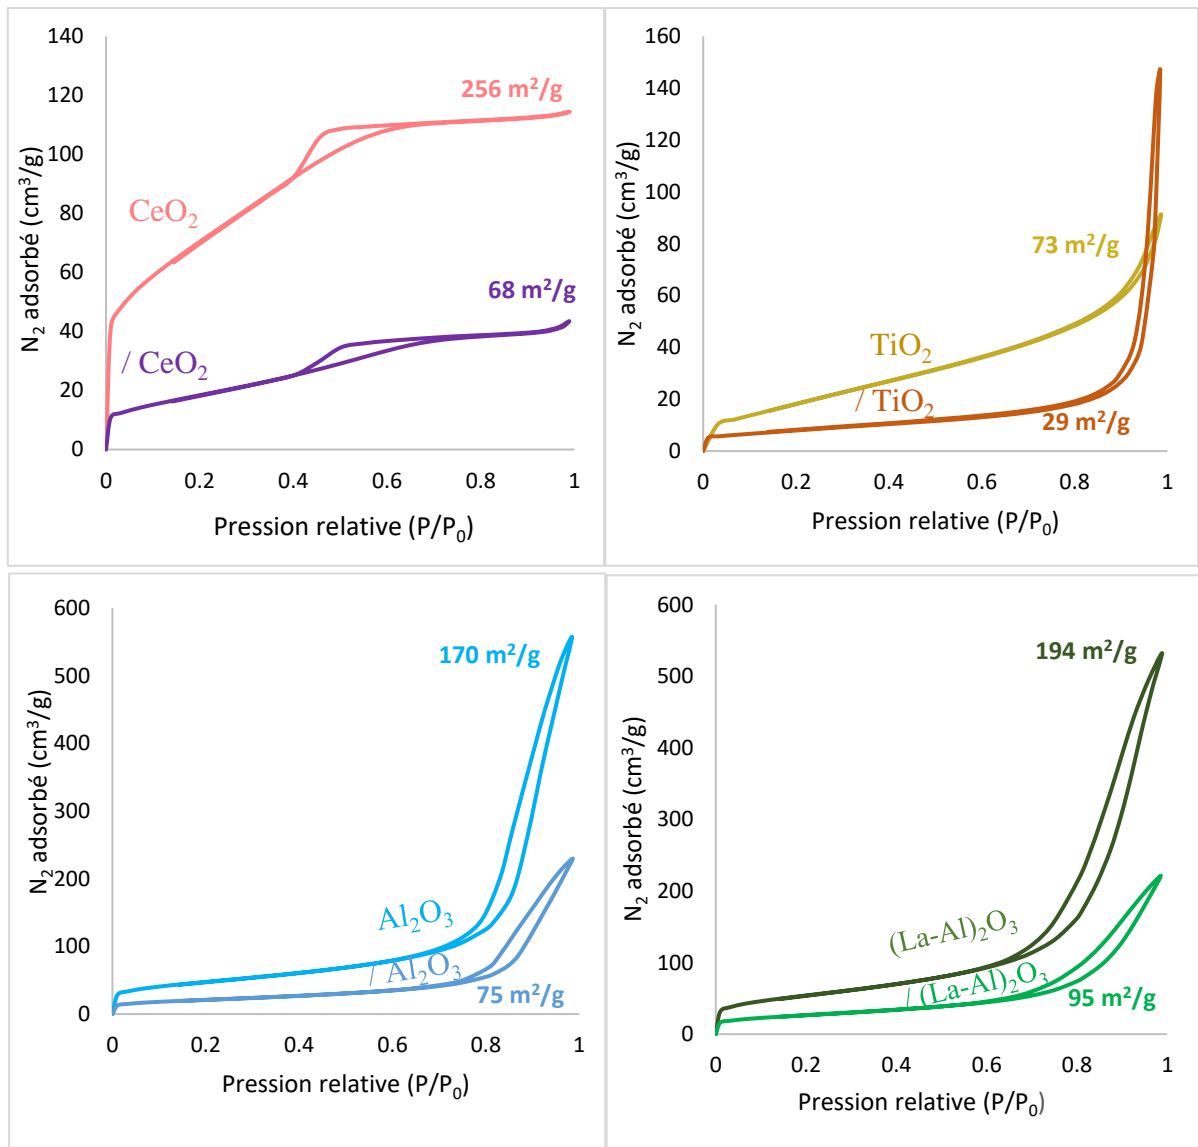 140
120
100
80
60
40
20
0
N₂ adsorbé (cm³/g)
256 m²/g
CeO₂
68 m²/g
/ CeO₂
0 0.2 0.4 0.6 0.8 1
Pression relative (P/P₀)
160
140
120
100
80
60
40
20
0
N₂ adsorbé (cm³/g)
73 m²/g
TiO₂
/ TiO₂
29 m²/g
0 0.2 0.4 0.6 0.8 1
Pression relative (P/P₀)
600
500
400
300
200
100
0
N₂ adsorbé (cm³/g)
170 m²/g
Al₂O₃
/ Al₂O₃
75 m²/g
0 0.2 0.4 0.6 0.8 1
Pression relative (P/P₀)
600
500
400
300
200
100
0
N₂ adsorbé (cm³/g)
194 m²/g
(La-Al)₂O₃
/ (La-Al)₂O₃
95 m²/g
0 0.2 0.4 0.6 0.8 1
Pression relative (P/P₀)